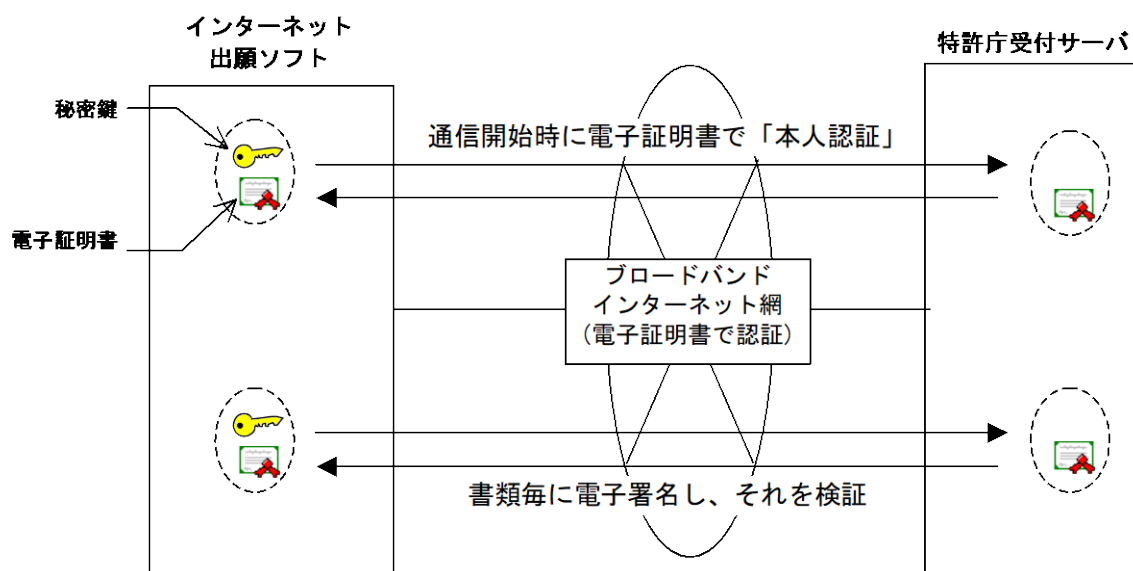 インターネット
出願ソフト
特許庁受付サーバ
秘密鍵
通信開始時に電子証明書で「本人認証」
電子証明書
ブロードバンド
インターネット網
(電子証明書で認証)
書類毎に電子署名し、それを検証